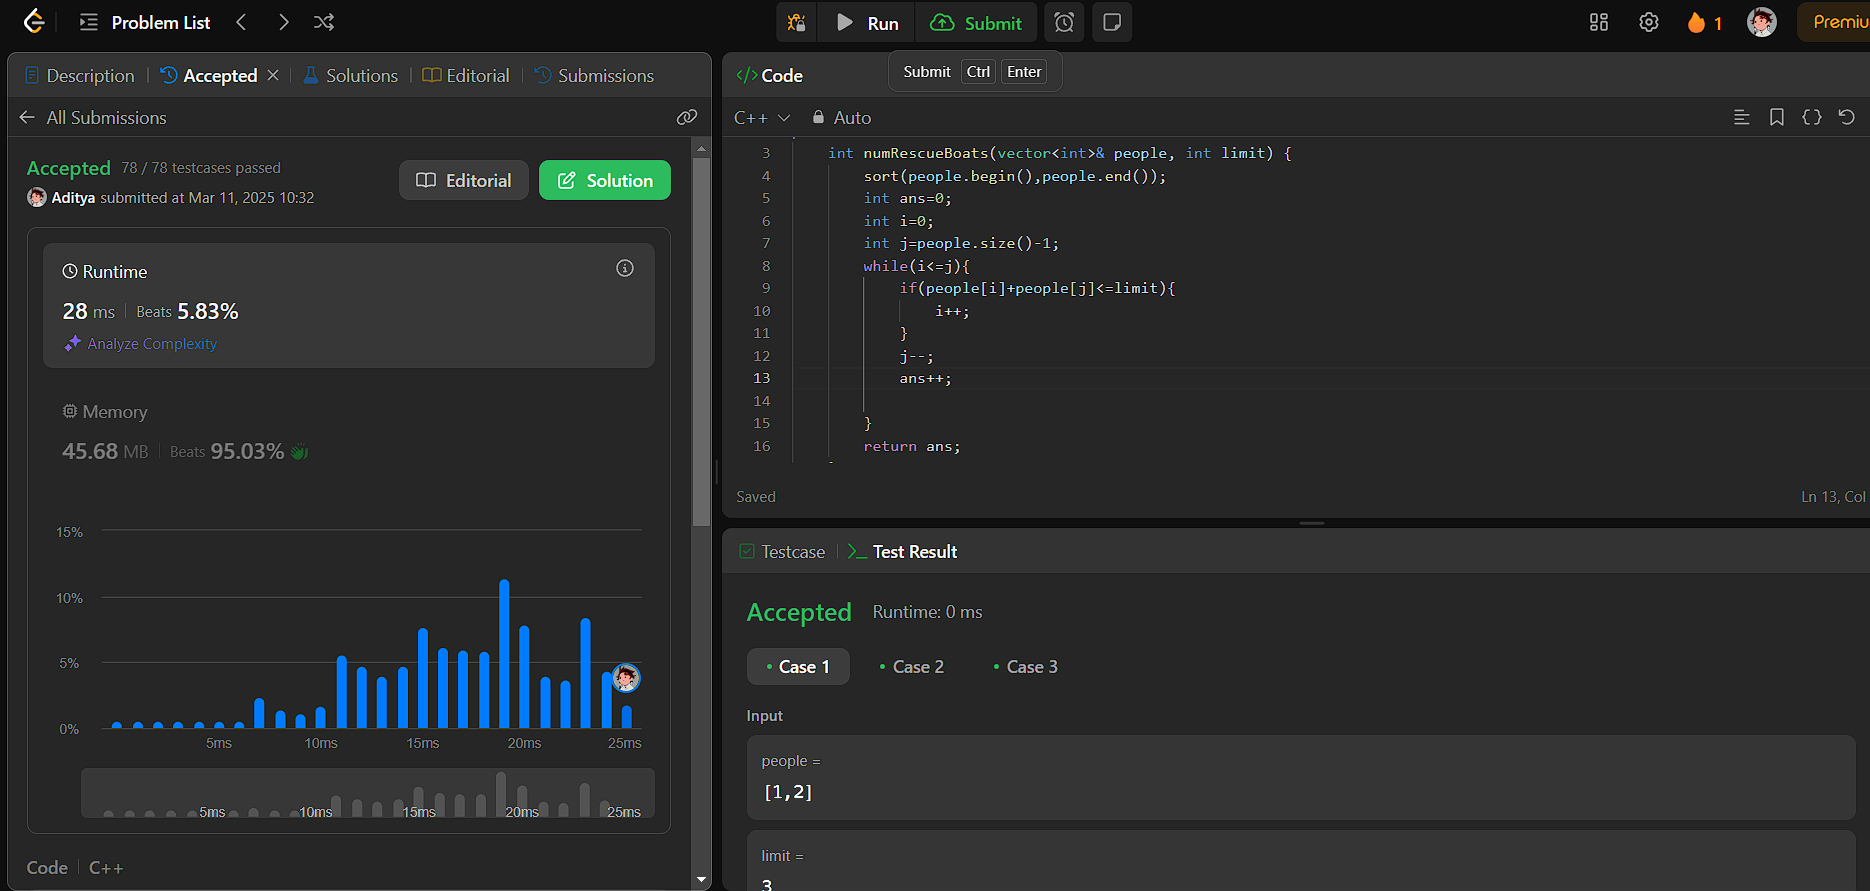 Problem List
Run
Submit
1
Premiu
Description
Accepted
Solutions
Editorial
Submissions
All Submissions
Accepted 78 / 78 testcases passed
Aditya submitted at Mar 11, 2025 10:32
Editorial
Solution
Runtime
28 ms Beats 5.83%
Analyze Complexity
Memory
45.68 MB Beats 95.03%
15%
10%
5%
0%
5ms 10ms 15ms 20ms 25ms
5ms 10ms 15ms 20ms 25ms
Code C++
</> Code
Submit Ctrl Enter
C++ Auto
3 int numRescueBoats(vector<int>& people, int limit) {
4 sort(people.begin(),people.end());
5 int ans=0;
6 int i=0;
7 int j=people.size()-1;
8 while(i<=j){
9 if(people[i]+people[j]<=limit){
10 i++;
11 }
12 j--;
13 ans++;
14
15 }
16 return ans;
Saved
Ln 13, Col
Testcase
Test Result
Accepted Runtime: 0 ms
Case 1
Case 2
Case 3
Input
people =
[1,2]
limit =
3